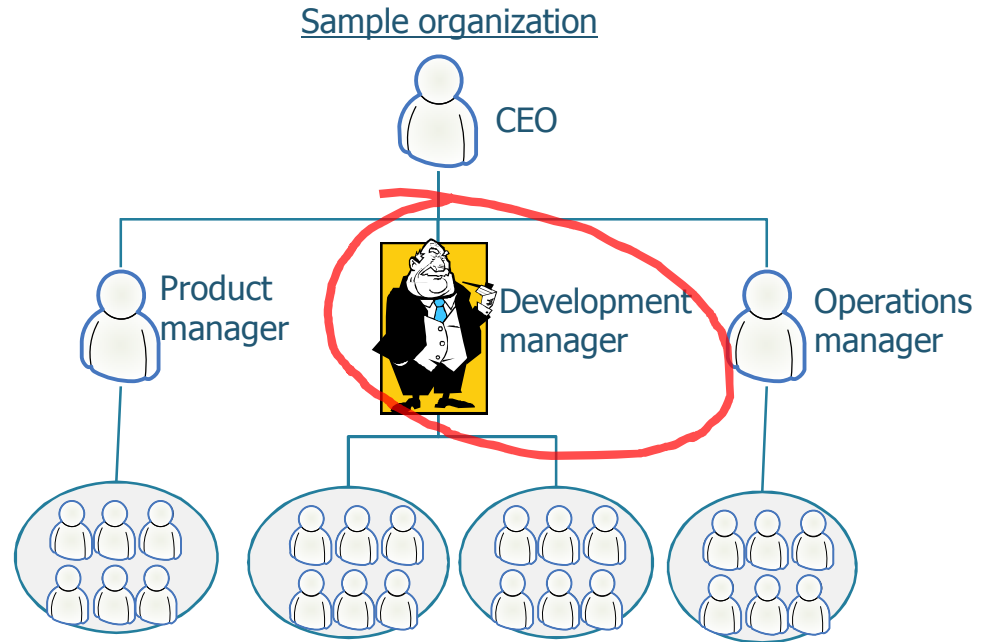 Sample organization
CEO
Product
manager
Development
manager
Operations
manager